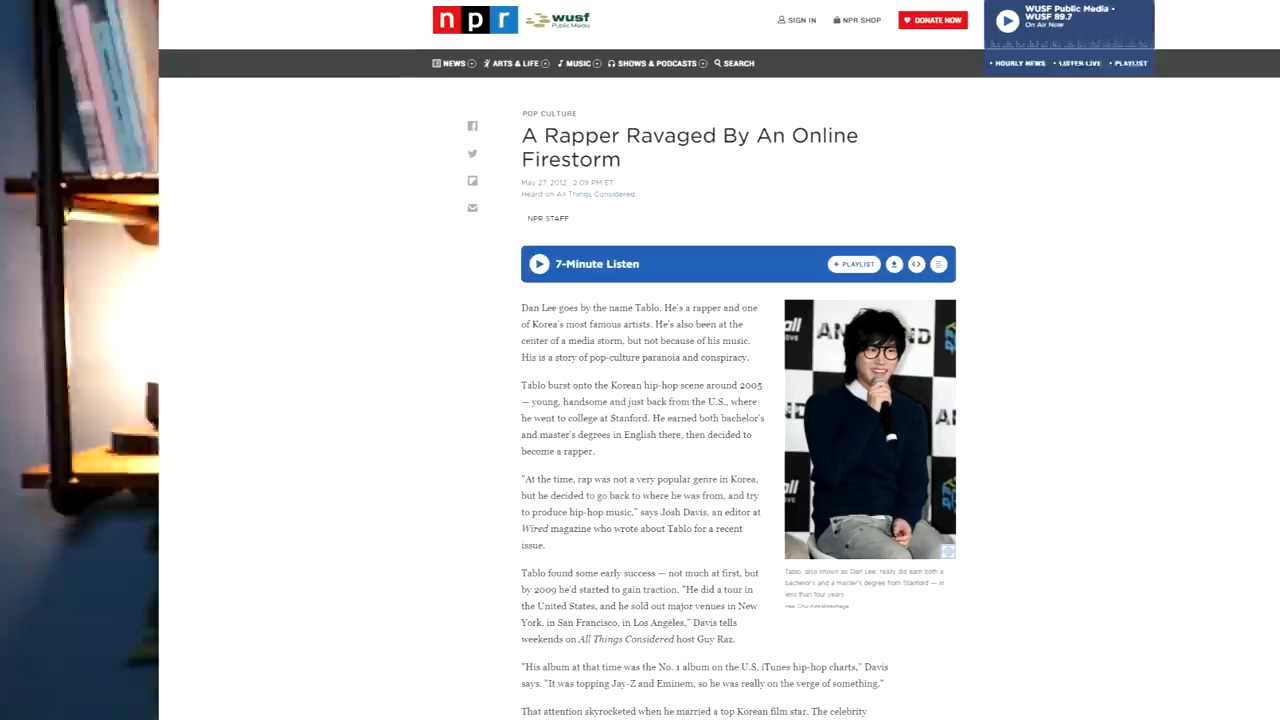 npr
wusf
Public Media
SIGN IN
NPR SHOP
DONATE NOW
WUSF Public Media -
WUSF 89.7
On Air Now
NEWS
ARTS & LIFE
MUSIC
SHOWS & PODCASTS
SEARCH
HOURLY NEWS
LISTEN LIVE
PLAYLIST
POP CULTURE
A Rapper Ravaged By An Online
Firestorm
May 27, 2012 2:09 PM ET
Heard on All Things Considered
NPR STAFF
7-Minute Listen
+ PLAYLIST
Dan Lee goes by the name Tablo. He's a rapper and one
of Korea's most famous artists. He's also been at the
center of a media storm, but not because of his music.
His is a story of pop-culture paranoia and conspiracy.
Tablo burst onto the Korean hip-hop scene around 2005
— young, handsome and just back from the U.S., where
he went to college at Stanford. He earned both bachelor's
and master's degrees in English there, then decided to
become a rapper.
"At the time, rap was not a very popular genre in Korea,
but he decided to go back to where he was from, and try
to produce hip-hop music," says Josh Davis, an editor at
Wired magazine who wrote about Tablo for a recent
issue.
Tablo found some early success — not much at first, but
by 2009 he'd started to gain traction. "He did a tour in
the United States, and he sold out major venues in New
York, in San Francisco, in Los Angeles," Davis tells
weekends on All Things Considered host Guy Raz.
Tablo, also known as Dan Lee, really did earn both a
bachelor's and a master's degree from Stanford — in
less than four years.
"His album at that time was the No. 1 album on the U.S. iTunes hip-hop charts," Davis
says. "It was topping Jay-Z and Eminem, so he was really on the verge of something."
That attention skyrocketed when he married a top Korean film star. The celebrity